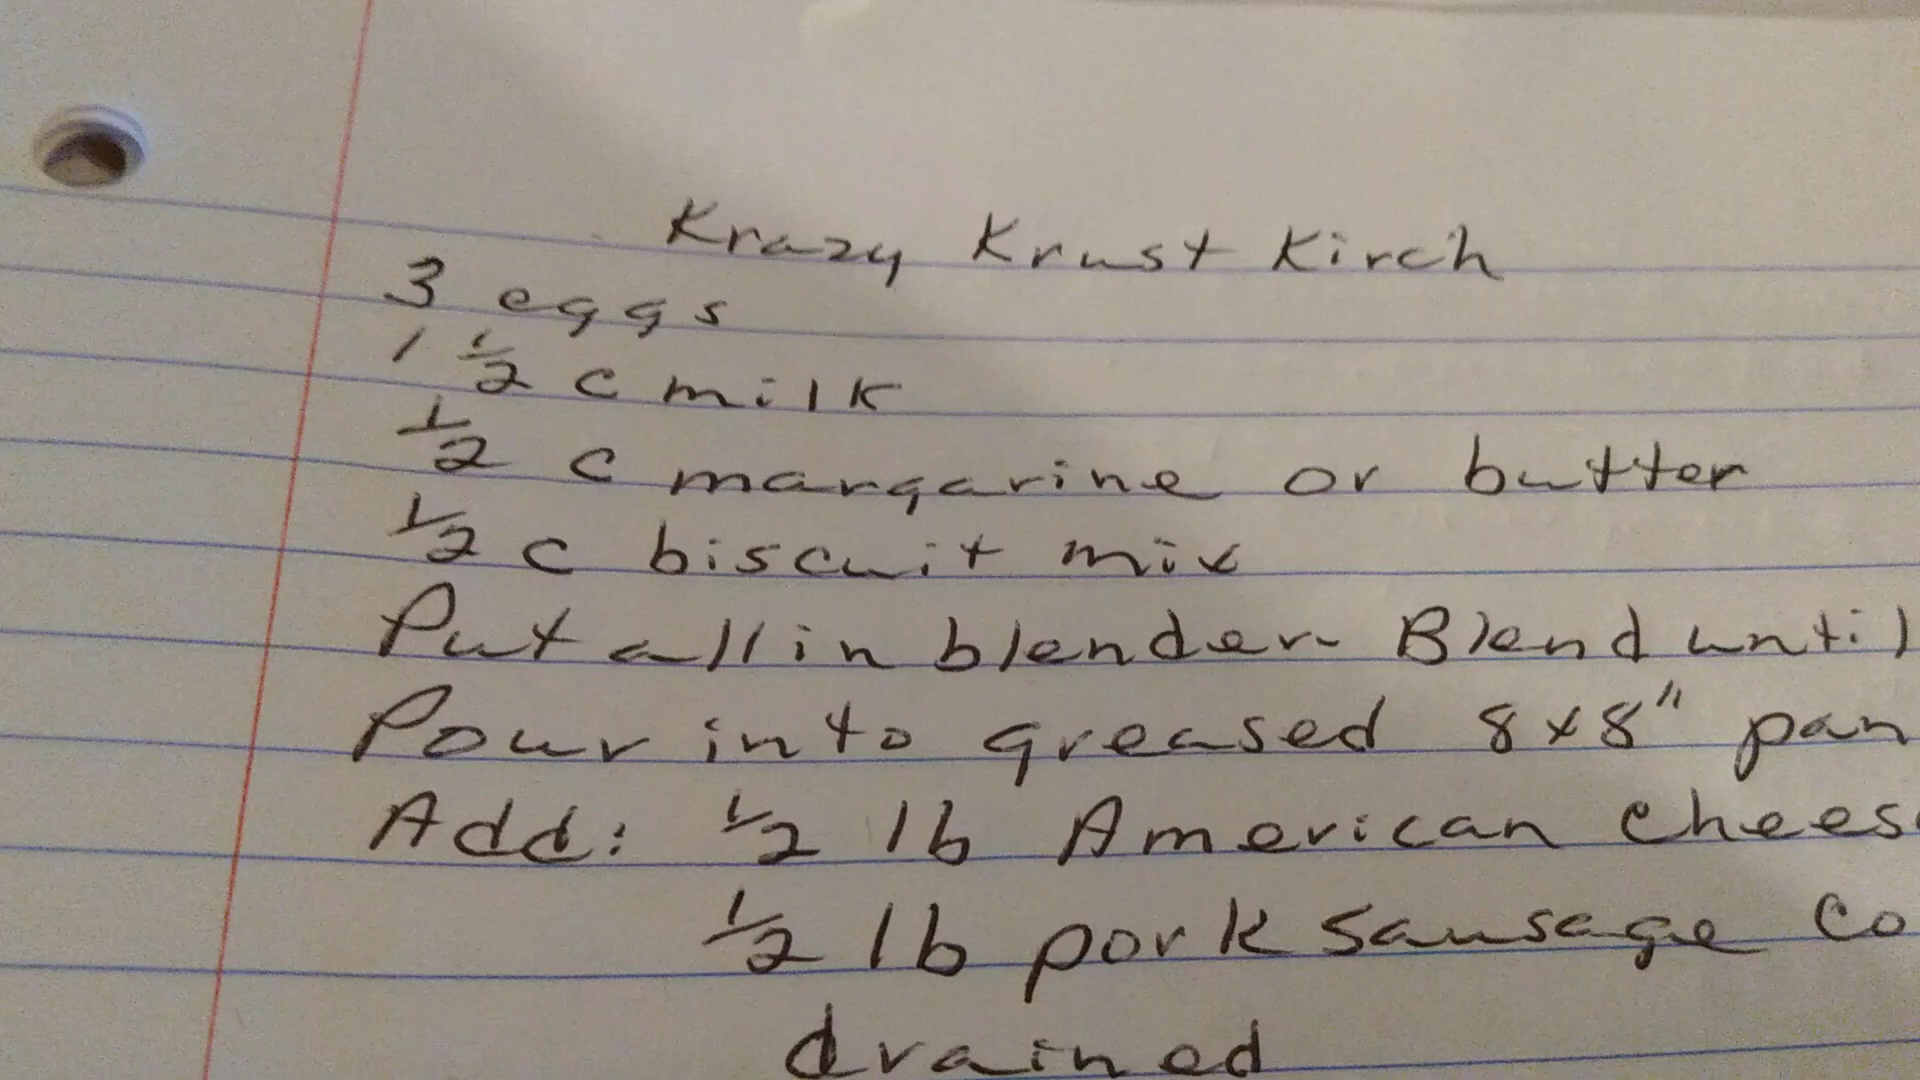 Krazy Krust Kirch
3 eggs
1 1/2 c milk
1/2 c margarine or butter
1/2 c biscuit mix
Put all in blender- Blend until
Pour into greased 8x8" pan
Add: 1/2 lb American chees
1/2 lb pork sausage co
drained